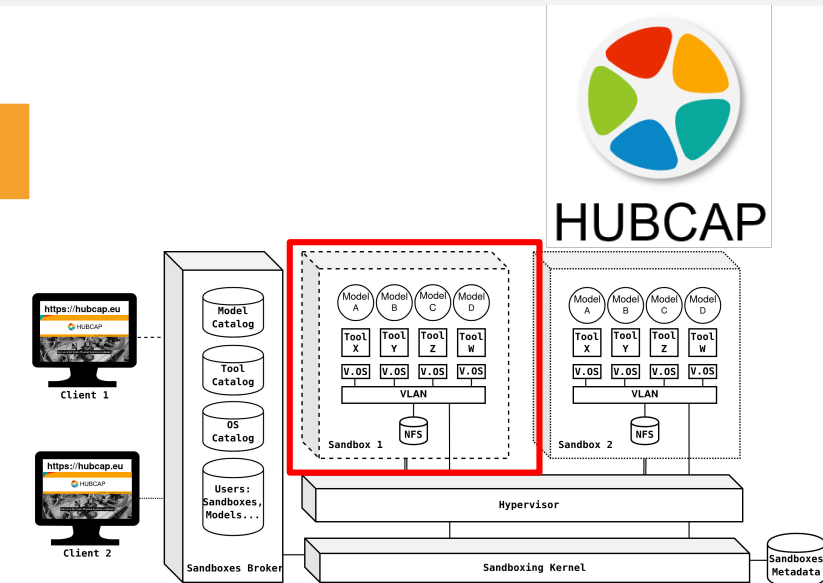 HUBCAP
https://hubcap.eu
HUBCAP
Client 1
https://hubcap.eu
HUBCAP
Client 2
Model
Catalog
Tool
Catalog
OS
Catalog
Users:
Sandboxes,
Models...
Sandboxes Broker
Model
A
Model
B
Model
C
Model
D
Tool
X
Tool
Y
Tool
Z
Tool
W
V.OS
V.OS
V.OS
V.OS
VLAN
NFS
Sandbox 1
Model
A
Model
B
Model
C
Model
D
Tool
X
Tool
Y
Tool
Z
Tool
W
V.OS
V.OS
V.OS
V.OS
VLAN
NFS
Sandbox 2
Hypervisor
Sandboxing Kernel
Sandboxes
Metadata